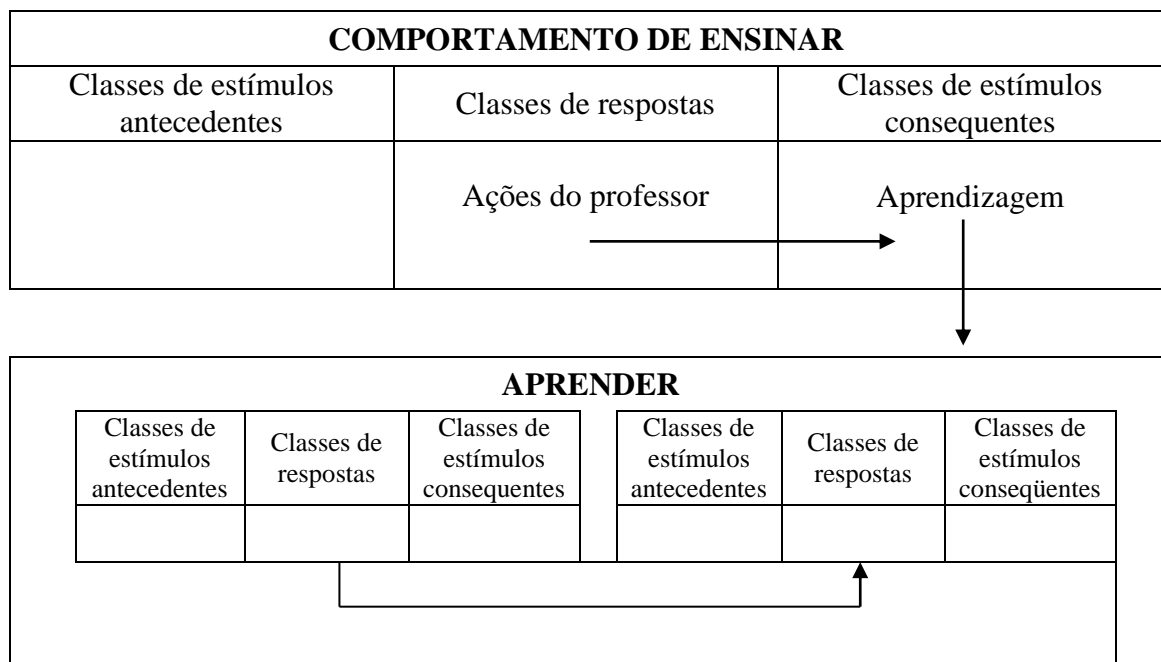 COMPORTAMENTO DE ENSINAR
Classes de estímulos
antecedentes
Classes de respostas
Classes de estímulos
consequentes
Ações do professor
Aprendizagem
APRENDER
Classes de
estímulos
antecedentes
Classes de
respostas
Classes de
estímulos
consequentes
Classes de
estímulos
antecedentes
Classes de
respostas
Classes de
estímulos
conseqüentes